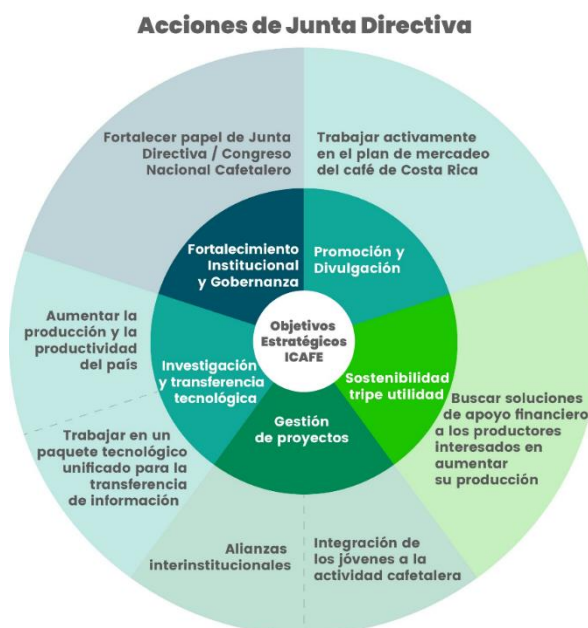 Acciones de Junta Directiva
Fortalecer papel de Junta
Directiva / Congreso
Nacional Cafetalero
Trabajar activamente
en el plan de mercadeo
del café de Costa Rica
Fortalecimiento
Institucional
y Gobernanza
Promoción y
Divulgación
Objetivos
Estratégicos
ICAFE
Aumentar la
producción y la
productividad
del país
Investigación
y transferencia
tecnológica
Sostenibilidad
tripe utilidad
Buscar soluciones
de apoyo financiero
a los productores
interesados en
aumentar
su producción
Gestión
de proyectos
Trabajar en un
paquete tecnológico
unificado para la
transferencia
de información
Alianzas
interinstitucionales
Integración de
los jóvenes a la
actividad cafetalera